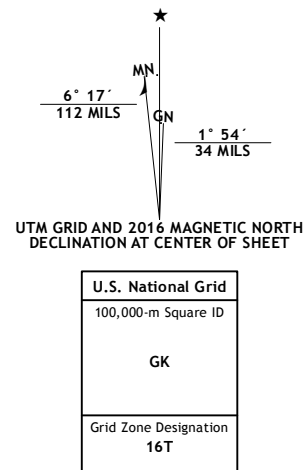 ★
MN
GN
6° 17´
112 MILS
1° 54´
34 MILS
UTM GRID AND 2016 MAGNETIC NORTH
DECLINATION AT CENTER OF SHEET
U.S. National Grid
100,000-m Square ID
GK
Grid Zone Designation
16T